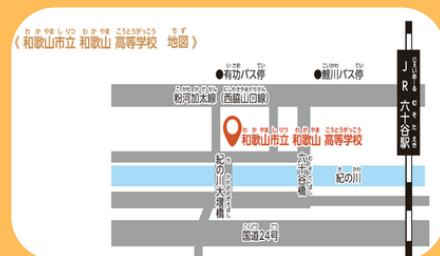 《 和歌山市立 和歌山 高等学校 地図 》
●有功バス停
●鯉川バス停
粉河加太線（西脇山口線）
和歌山市立 和歌山 高等学校
JR 六十谷駅
紀の川大堰橋
六十谷橋
紀の川
国道24号